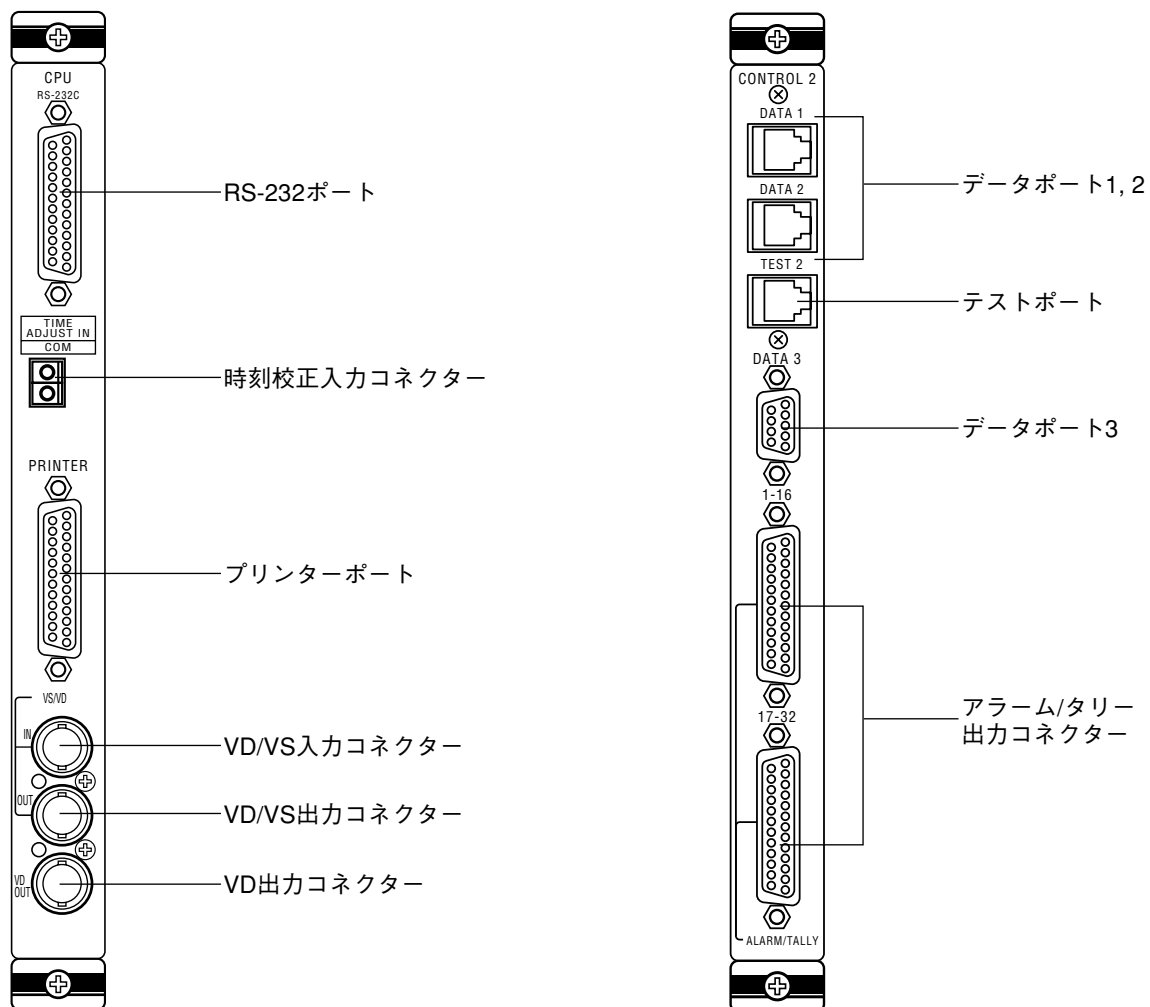 CPU
RS-232C
RS-232ポート
TIME
ADJUST IN
COM
時刻校正入力コネクター
PRINTER
プリンターポート
VS/VD
IN
VD/VS入力コネクター
OUT
VD/VS出力コネクター
VD
OUT
VD出力コネクター
CONTROL 2
DATA 1
データポート1, 2
DATA 2
TEST 2
テストポート
DATA 3
データポート3
1-16
アラーム/タリー
出力コネクター
17-32
ALARM/TALLY